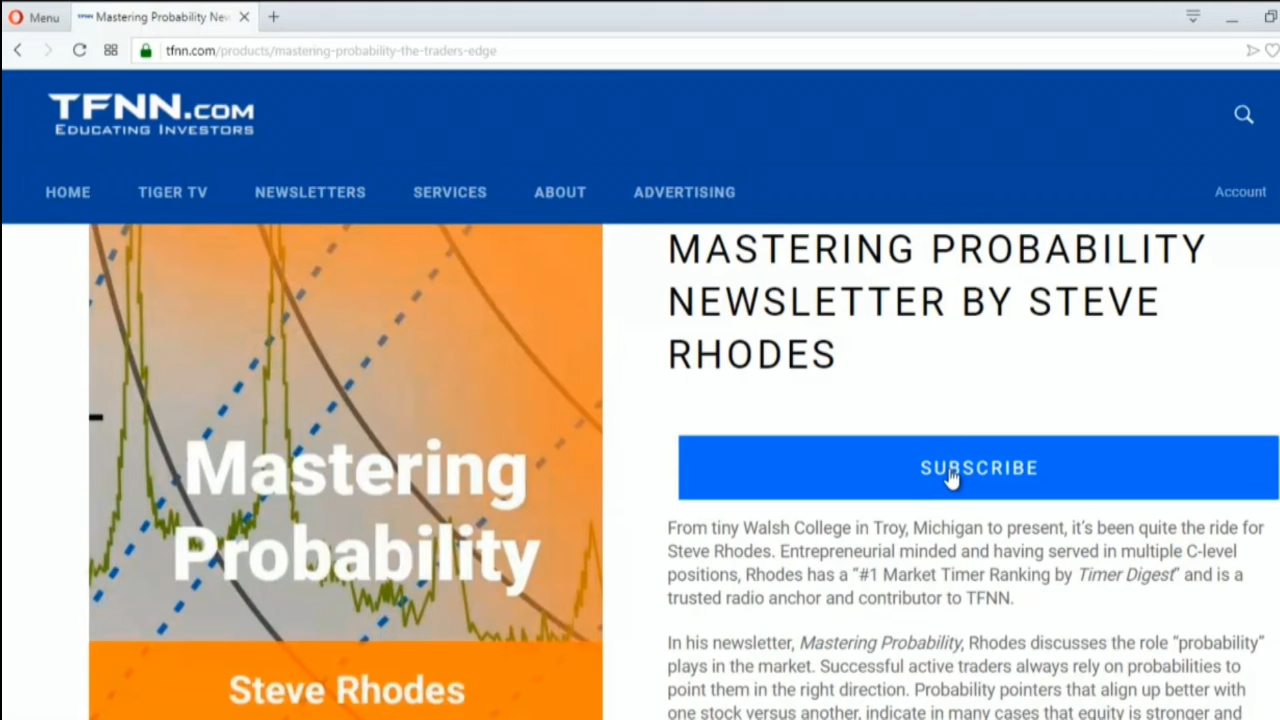 Menu
Mastering Probability New
tfnn.com/products/mastering-probability-the-traders-edge
TFNN.COM
EDUCATING INVESTORS
HOME TIGER TV NEWSLETTERS SERVICES ABOUT ADVERTISING Account
Mastering
Probability
Steve Rhodes
MASTERING PROBABILITY
NEWSLETTER BY STEVE
RHODES
SUBSCRIBE
From tiny Walsh College in Troy, Michigan to present, it's been quite the ride for
Steve Rhodes. Entrepreneurial minded and having served in multiple C-level
positions, Rhodes has a “#1 Market Timer Ranking by Timer Digest” and is a
trusted radio anchor and contributor to TFNN.
In his newsletter, Mastering Probability, Rhodes discusses the role “probability”
plays in the market. Successful active traders always rely on probabilities to
point them in the right direction. Probability pointers that align up better with
one stock versus another, indicate in many cases that equity is stronger and